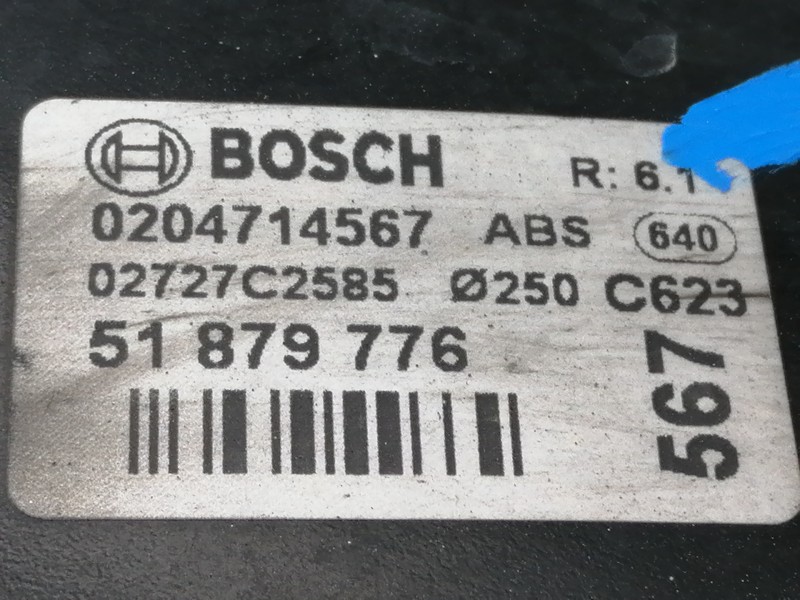 BOSCH R: 6.1
0204714567 ABS 640
02727C2585 Ø250 C623
51 879 776
567